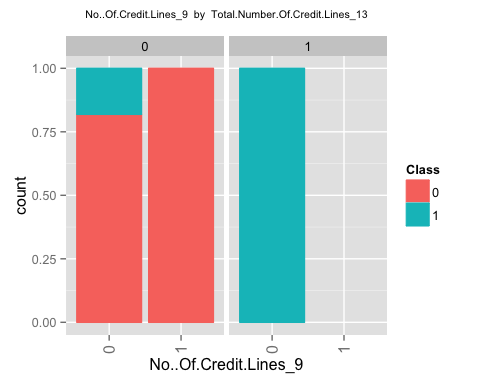 No..Of.Credit.Lines_9 by Total.Number.Of.Credit.Lines_13
0 1
1.00
0.75
0.50
0.25
0.00
count
0 1 0 1
No..Of.Credit.Lines_9
Class
0
1